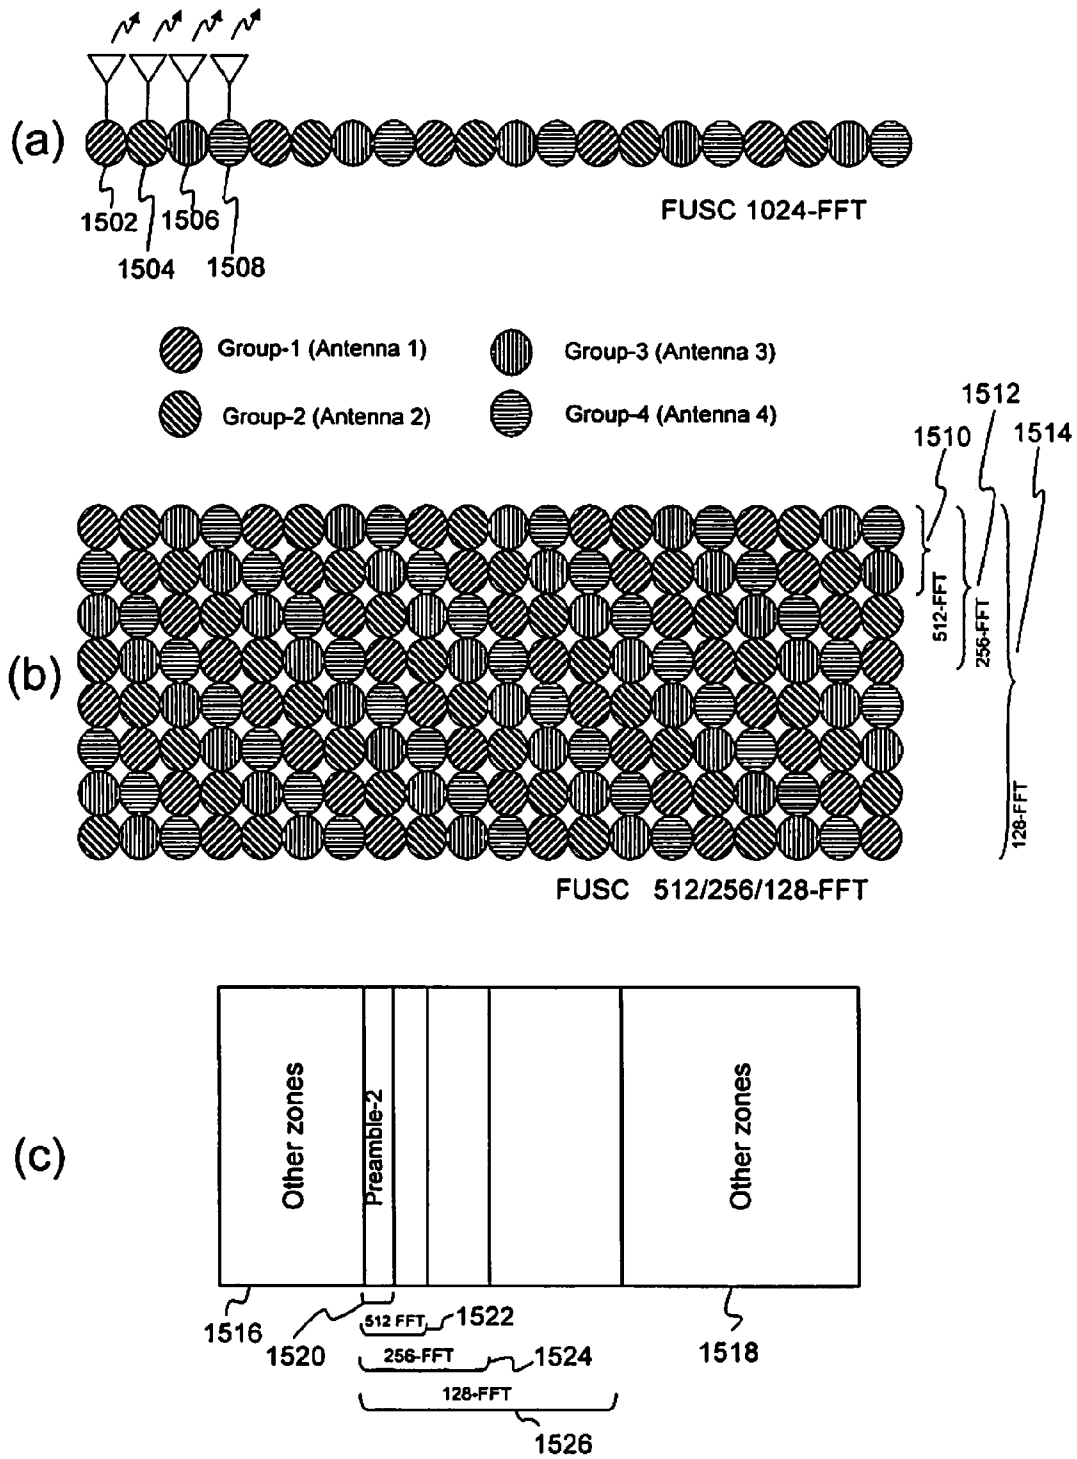 (a)
1502
1506
1504
1508
FUSC 1024-FFT
Group-1 (Antenna 1)
Group-3 (Antenna 3)
Group-2 (Antenna 2)
Group-4 (Antenna 4)
1512
1510
1514
(b)
512-FFT
256-FFT
128-FFT
FUSC 512/256/128-FFT
(c)
Other zones
Preamble-2
Other zones
1516
1520
512 FFT
1522
256-FFT
1524
1518
128-FFT
1526